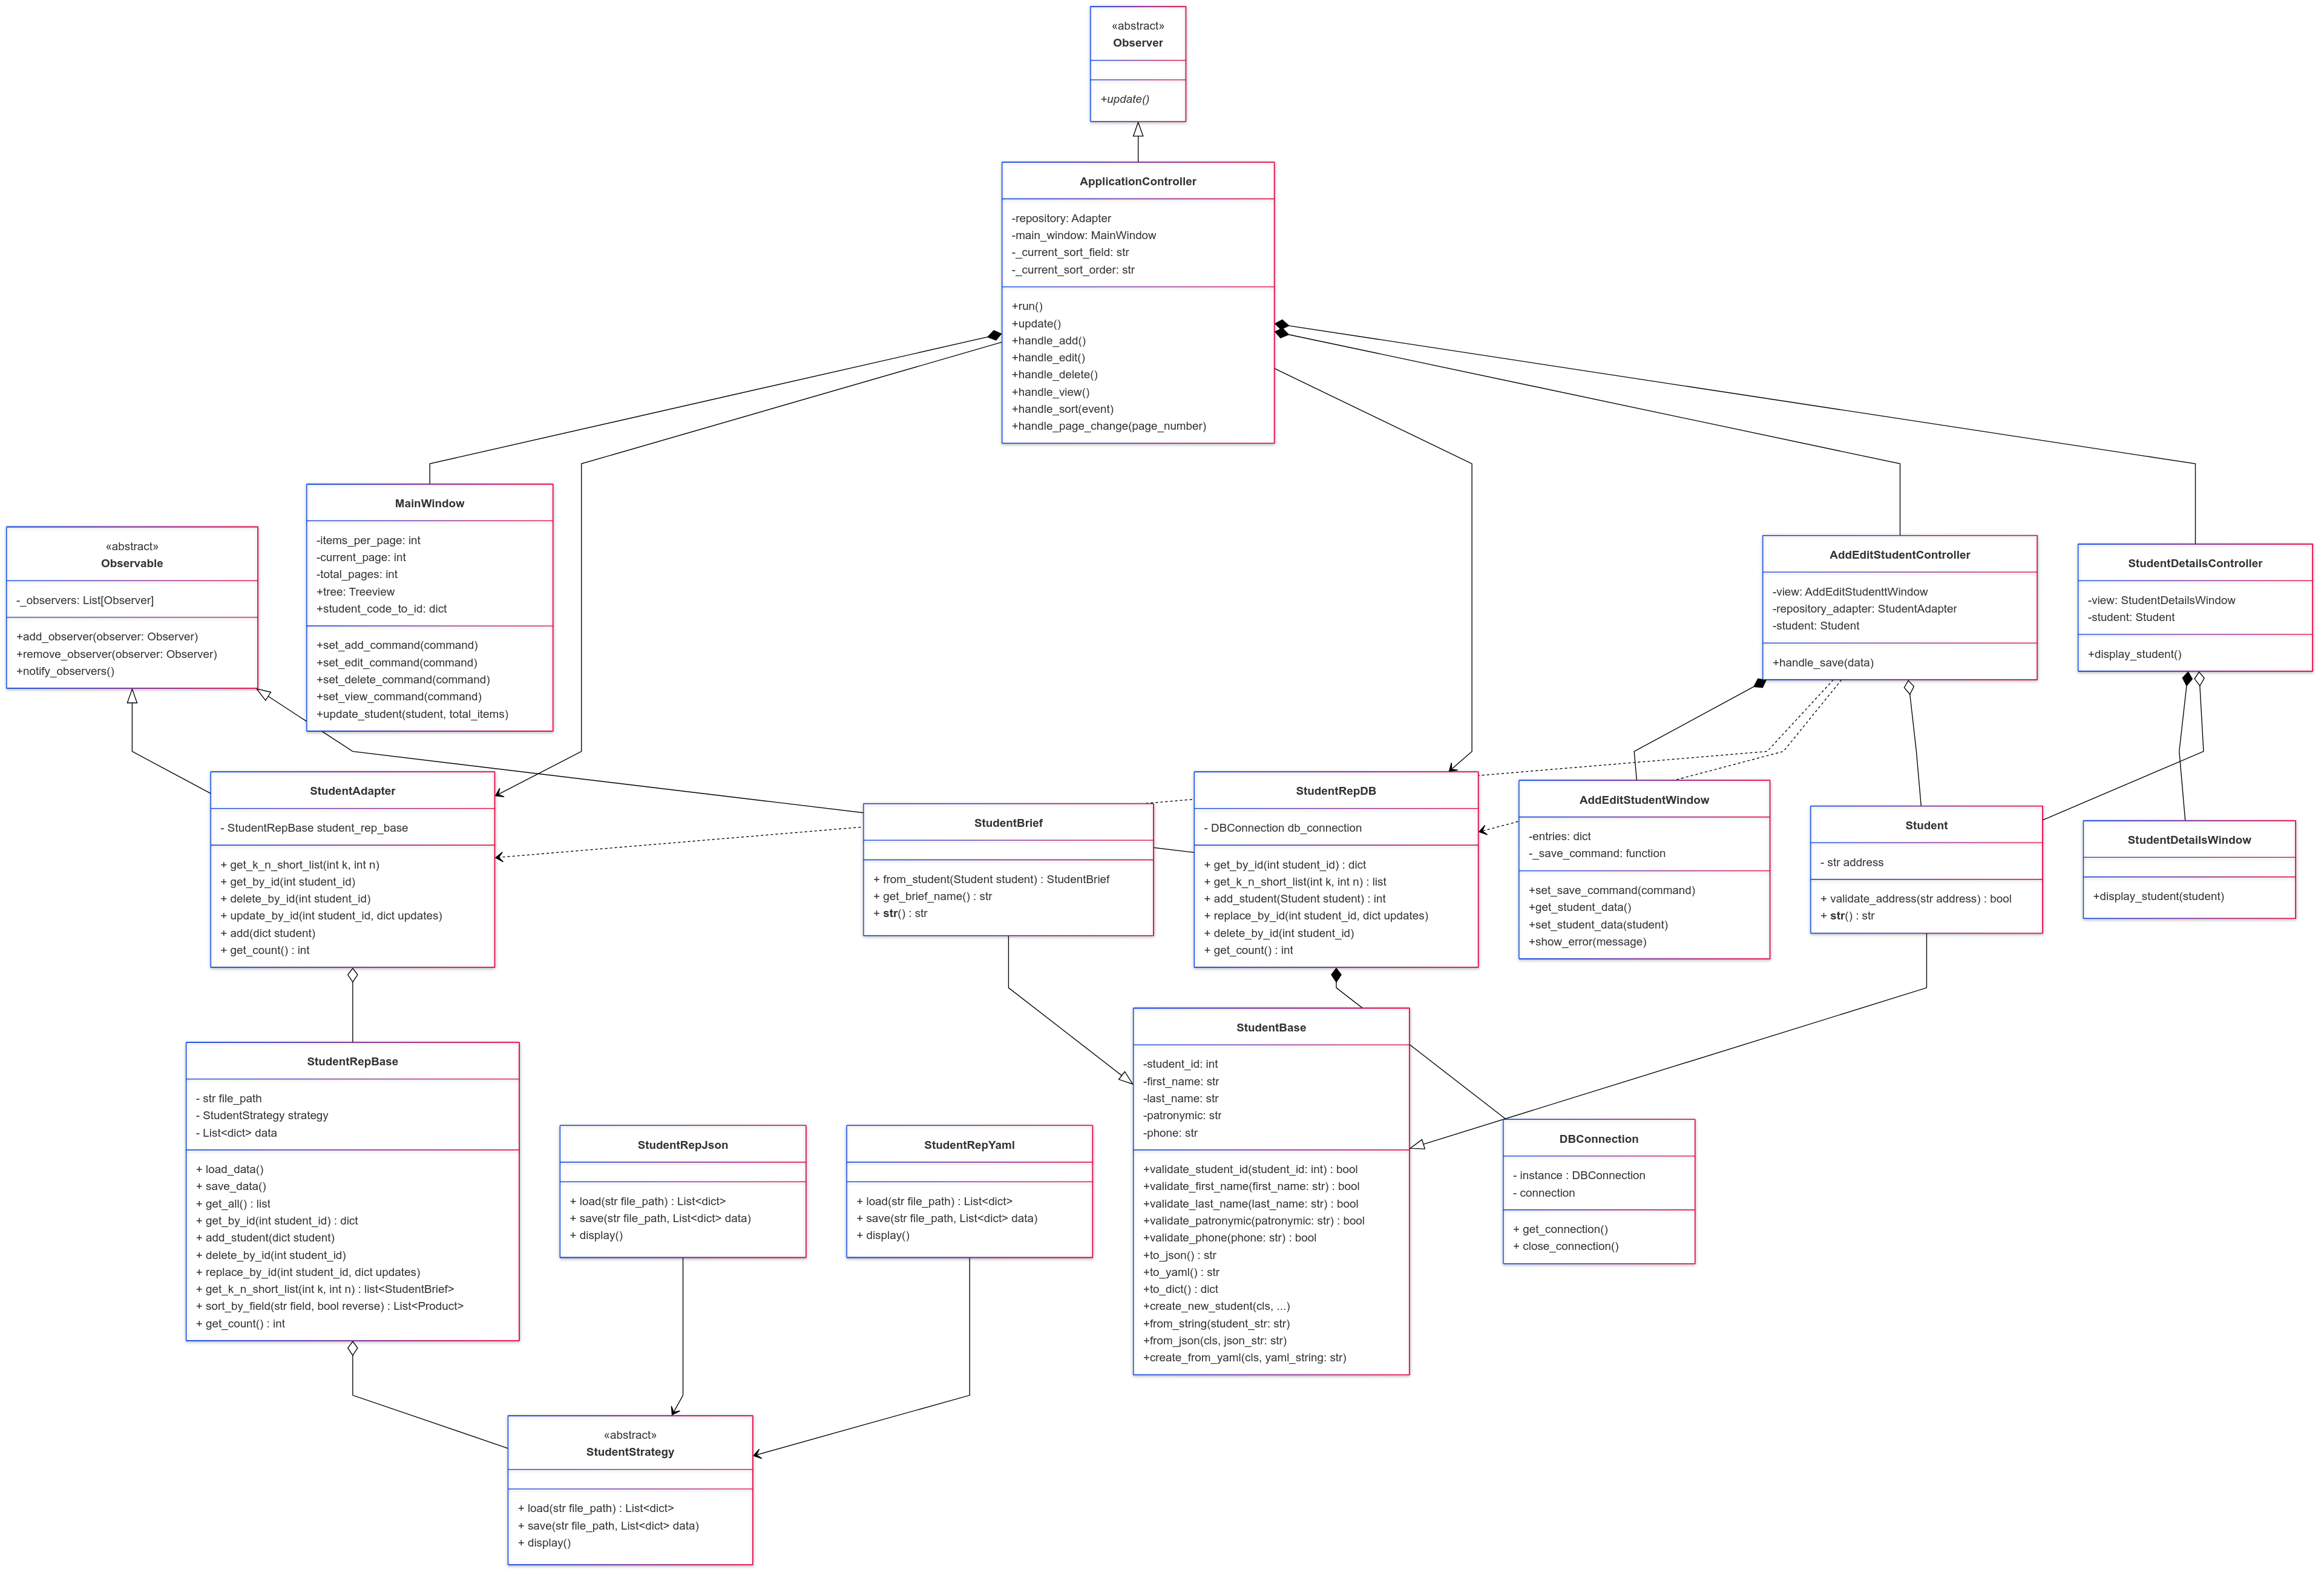 «abstract»
Observer
+update()
ApplicationController
-repository: Adapter
-main_window: MainWindow
-_current_sort_field: str
-_current_sort_order: str
+run()
+update()
+handle_add()
+handle_edit()
+handle_delete()
+handle_view()
+handle_sort(event)
+handle_page_change(page_number)
MainWindow
-items_per_page: int
-current_page: int
-total_pages: int
+tree: Treeview
+student_code_to_id: dict
+set_add_command(command)
+set_edit_command(command)
+set_delete_command(command)
+set_view_command(command)
+update_student(student, total_items)
«abstract»
Observable
-_observers: List[Observer]
+add_observer(observer: Observer)
+remove_observer(observer: Observer)
+notify_observers()
AddEditStudentController
-view: AddEditStudenttWindow
-repository_adapter: StudentAdapter
-student: Student
+handle_save(data)
StudentDetailsController
-view: StudentDetailsWindow
-student: Student
+display_student()
StudentAdapter
- StudentRepBase student_rep_base
+ get_k_n_short_list(int k, int n)
+ get_by_id(int student_id)
+ delete_by_id(int student_id)
+ update_by_id(int student_id, dict updates)
+ add(dict student)
+ get_count() : int
StudentBrief
+ from_student(Student student) : StudentBrief
+ get_brief_name() : str
+ str() : str
StudentRepDB
- DBConnection db_connection
+ get_by_id(int student_id) : dict
+ get_k_n_short_list(int k, int n) : list
+ add_student(Student student) : int
+ replace_by_id(int student_id, dict updates)
+ delete_by_id(int student_id)
+ get_count() : int
AddEditStudentWindow
-entries: dict
-_save_command: function
+set_save_command(command)
+get_student_data()
+set_student_data(student)
+show_error(message)
Student
- str address
+ validate_address(str address) : bool
+ str() : str
StudentDetailsWindow
+display_student(student)
StudentRepBase
- str file_path
- StudentStrategy strategy
- List<dict> data
+ load_data()
+ save_data()
+ get_all() : list
+ get_by_id(int student_id) : dict
+ add_student(dict student)
+ delete_by_id(int student_id)
+ replace_by_id(int student_id, dict updates)
+ get_k_n_short_list(int k, int n) : list<StudentBrief>
+ sort_by_field(str field, bool reverse) : List<Product>
+ get_count() : int
StudentRepJson
+ load(str file_path) : List<dict>
+ save(str file_path, List<dict> data)
+ display()
StudentRepYaml
+ load(str file_path) : List<dict>
+ save(str file_path, List<dict> data)
+ display()
StudentBase
-student_id: int
-first_name: str
-last_name: str
-patronymic: str
-phone: str
+validate_student_id(student_id: int) : bool
+validate_first_name(first_name: str) : bool
+validate_last_name(last_name: str) : bool
+validate_patronymic(patronymic: str) : bool
+validate_phone(phone: str) : bool
+to_json() : str
+to_yaml() : str
+to_dict() : dict
+create_new_student(cls, ...)
+from_string(student_str: str)
+from_json(cls, json_str: str)
+create_from_yaml(cls, yaml_string: str)
DBConnection
- instance : DBConnection
- connection
+ get_connection()
+ close_connection()
«abstract»
StudentStrategy
+ load(str file_path) : List<dict>
+ save(str file_path, List<dict> data)
+ display()